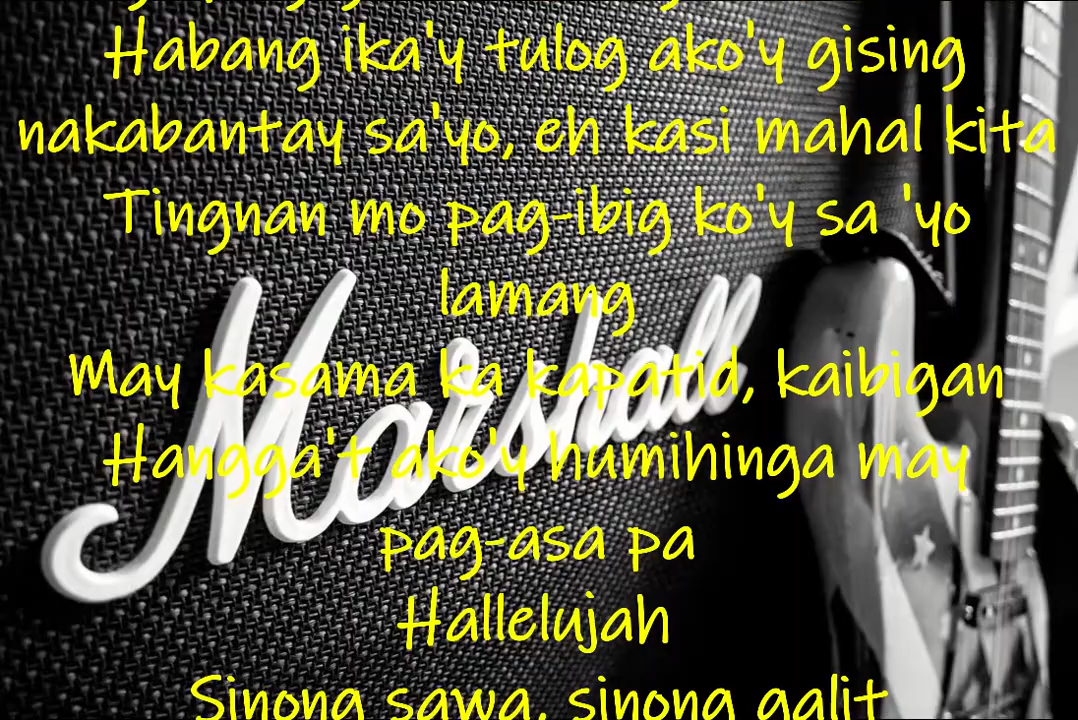 Habang ika'y tulog ako'y gising
nakabantay sa'yo, eh kasi mahal kita
Tingnan mo pag-ibig ko'y sa 'yo
lamang
May kasama ka kapatid, kaibigan
Hangga't ako'y humihinga may
pag-asa pa
Hallelujah
Sinong sawa, sinong galit
Marshall